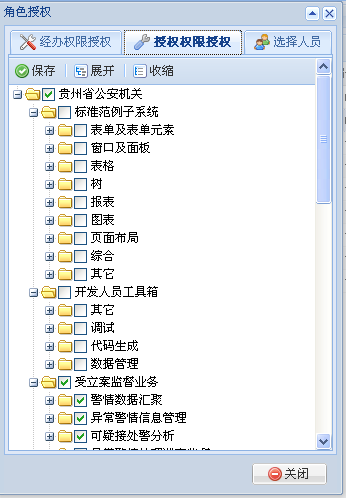 角色授权
经办权限授权 授权权限授权 选择人员
保存 展开 收缩
贵州省公安机关
标准范例子系统
表单及表单元素
窗口及面板
表格
树
报表
图表
页面布局
综合
其它
开发人员工具箱
其它
调试
代码生成
数据管理
受立案监督业务
警情数据汇聚
异常警情信息管理
可疑接处警分析
关闭